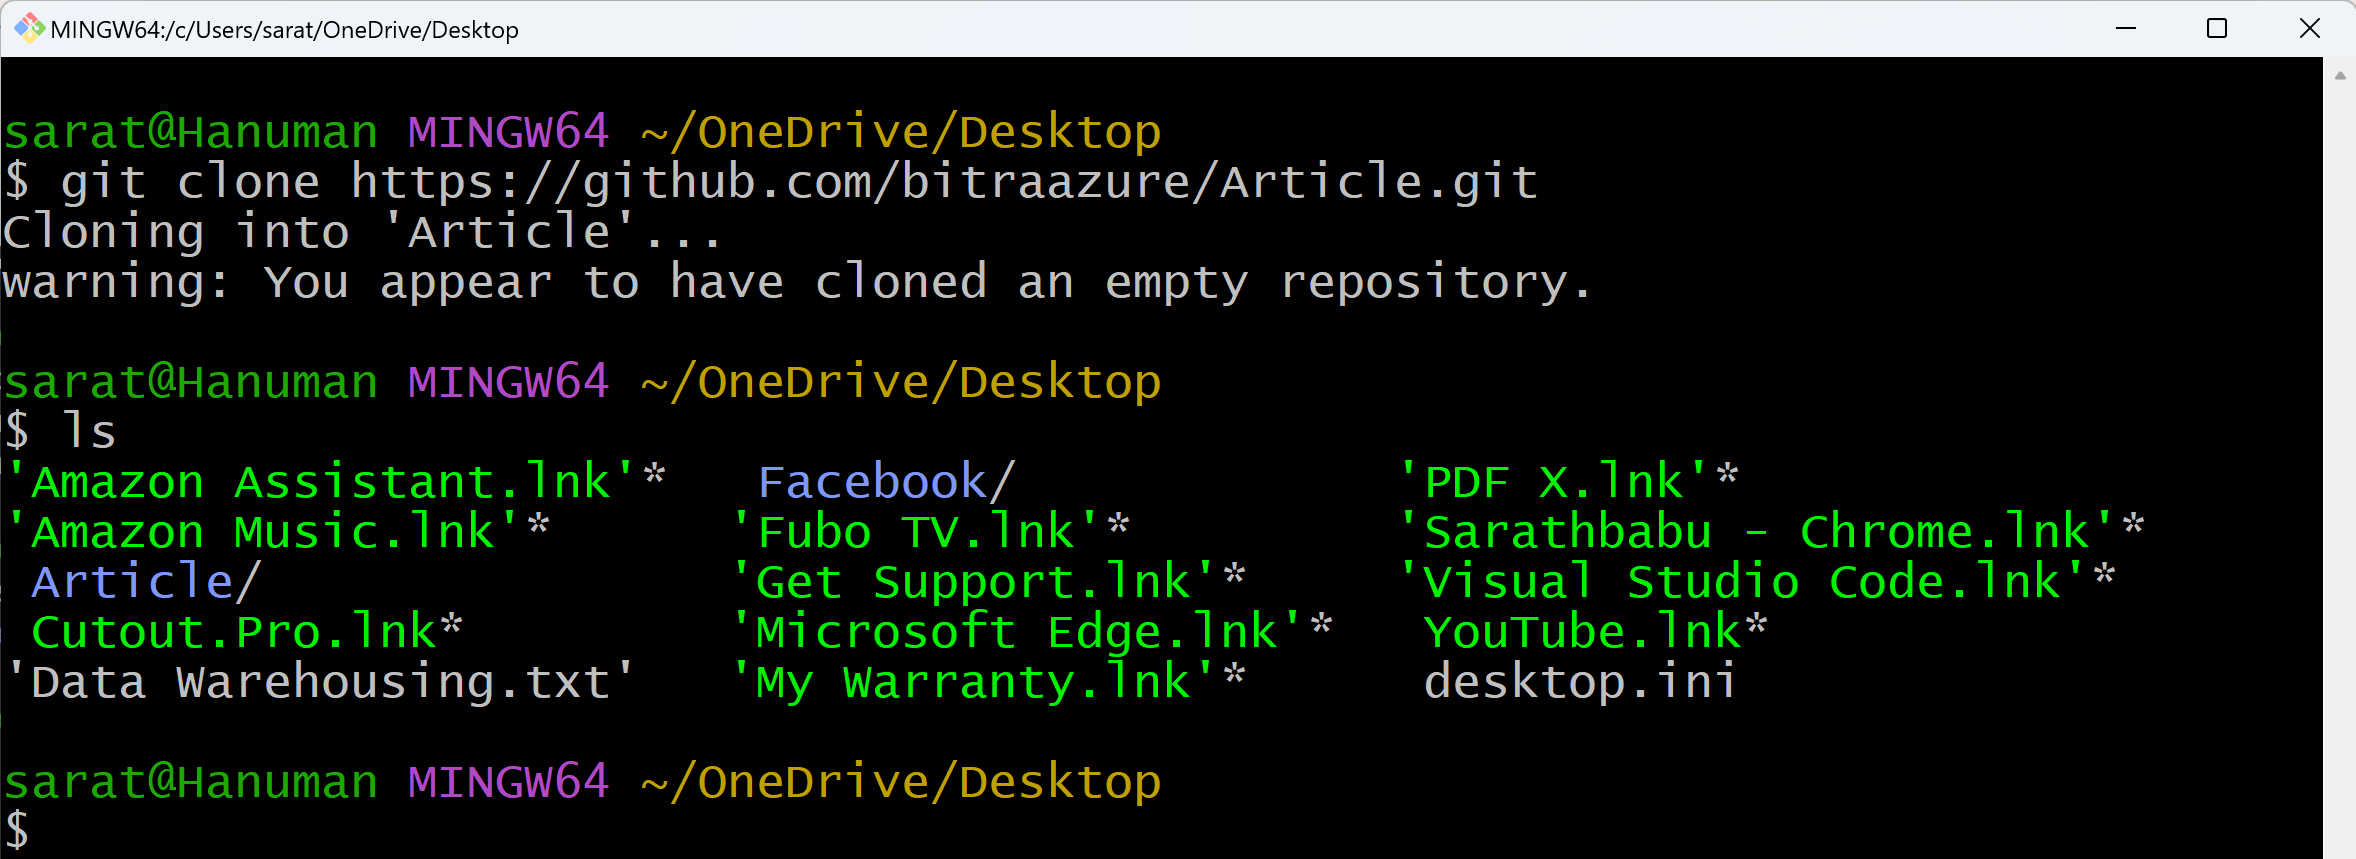 MINGW64:/c/Users/sarat/OneDrive/Desktop
sarat@Hanuman MINGW64 ~/OneDrive/Desktop
$ git clone https://github.com/bitraazure/Article.git
Cloning into 'Article'...
warning: You appear to have cloned an empty repository.
sarat@Hanuman MINGW64 ~/OneDrive/Desktop
$ ls
'Amazon Assistant.lnk'* Facebook/ 'PDF X.lnk'*
'Amazon Music.lnk'* 'Fubo TV.lnk'* 'Sarathbabu - Chrome.lnk'*
Article/ 'Get Support.lnk'* 'Visual Studio Code.lnk'*
Cutout.Pro.lnk* 'Microsoft Edge.lnk'* YouTube.lnk*
'Data Warehousing.txt' 'My Warranty.lnk'* desktop.ini
sarat@Hanuman MINGW64 ~/OneDrive/Desktop
$